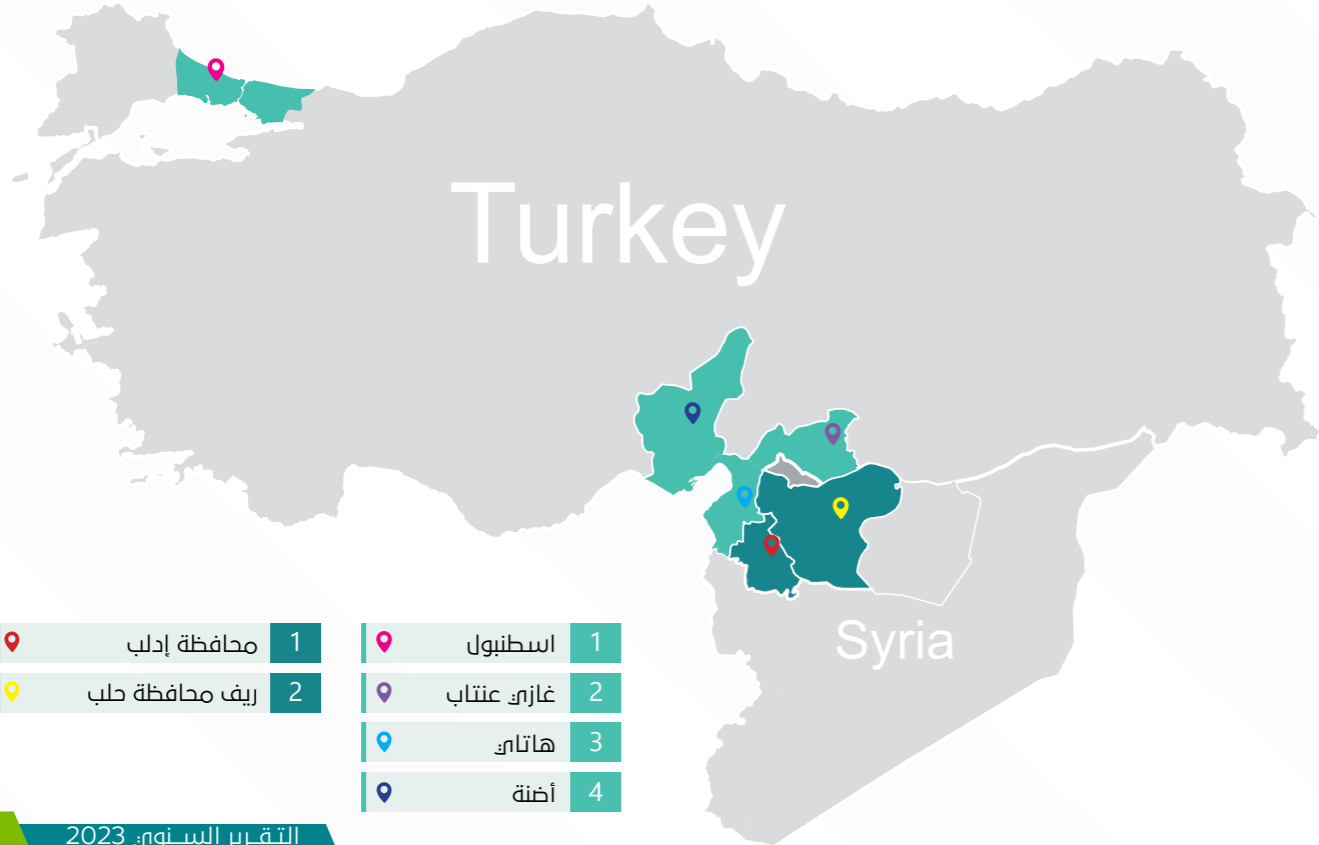 Turkey
Syria
1 اسطنبول
2 غازي عنتاب
3 هاتاي
4 أضنة
1 محافظة إدلب
2 ريف محافظة حلب
التقرير السنوي 2023